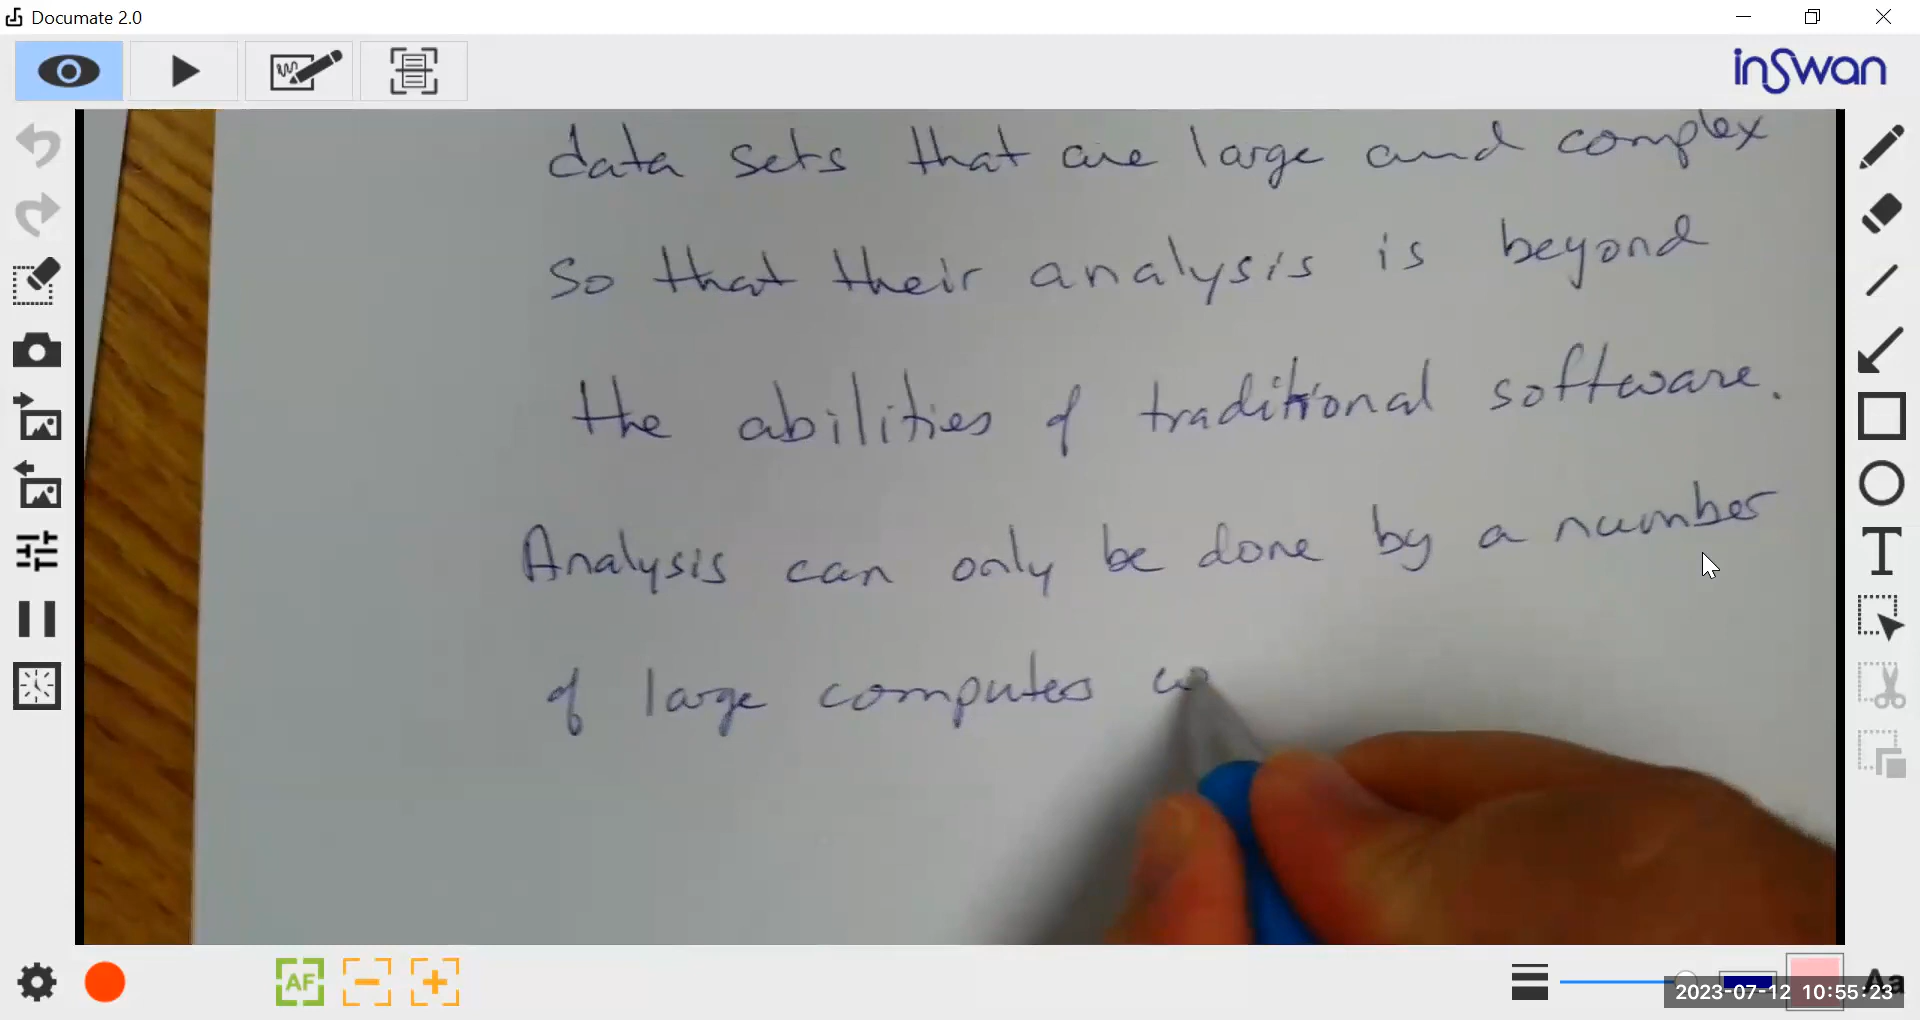 Documate 2.0
inSwan
data sets that are large and complex
so that their analysis is beyond
the abilities of traditional software.
Analysis can only be done by a number
of large computers
T
AF
Aa
2023-07-12 10:55:23